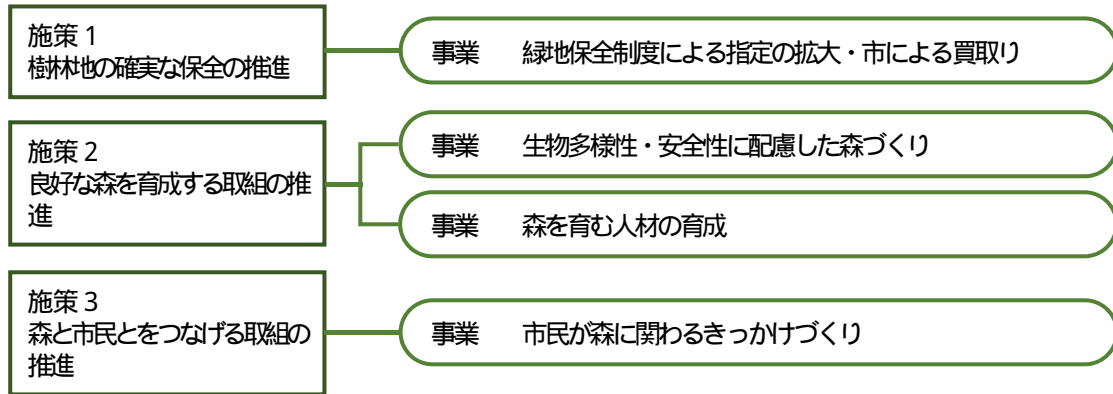 施策 1
樹林地の確実な保全の推進
事業 緑地保全制度による指定の拡大・市による買取り
施策 2
良好な森を育成する取組の推
進
事業 生物多様性・安全性に配慮した森づくり
事業 森を育む人材の育成
施策 3
森と市民とをつなげる取組の
推進
事業 市民が森に関わるきっかけづくり